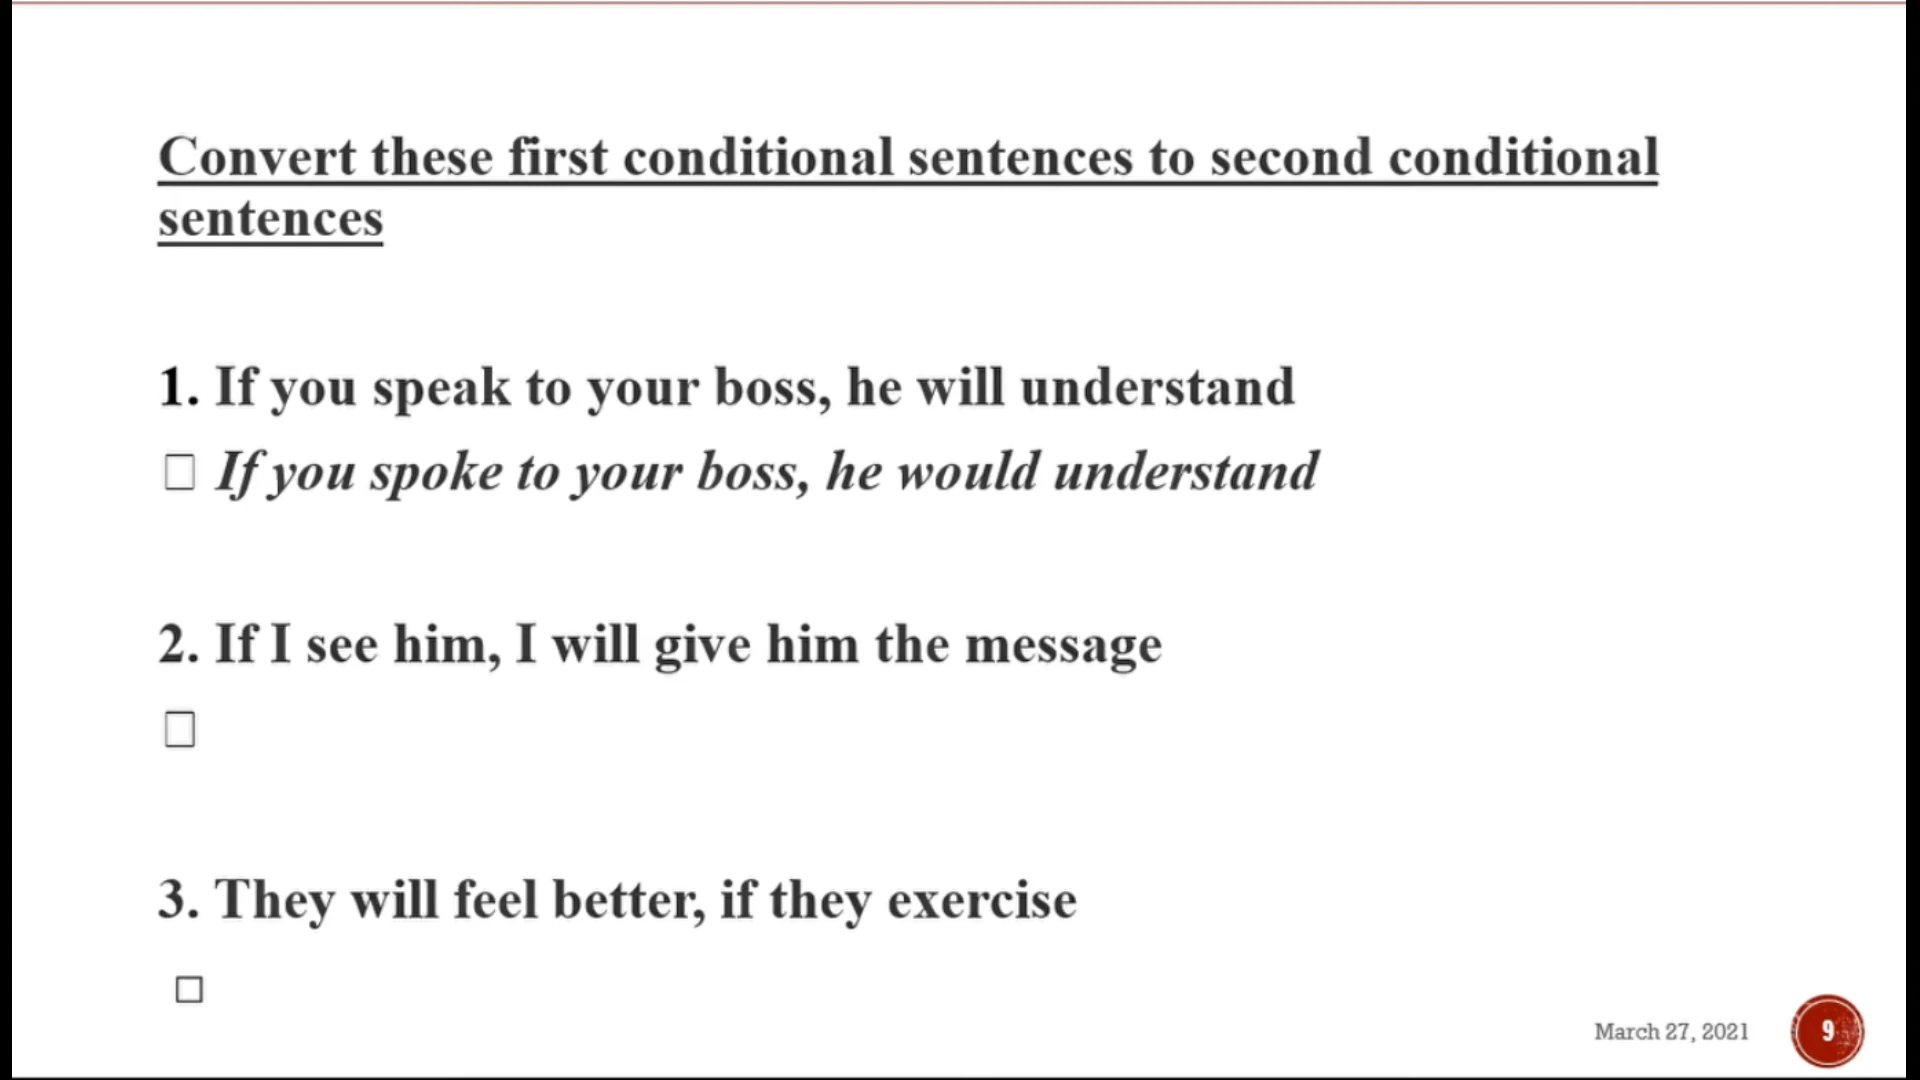 Convert these first conditional sentences to second conditional
sentences
1. If you speak to your boss, he will understand
□ If you spoke to your boss, he would understand
2. If I see him, I will give him the message
□
3. They will feel better, if they exercise
□
March 27, 2021
9